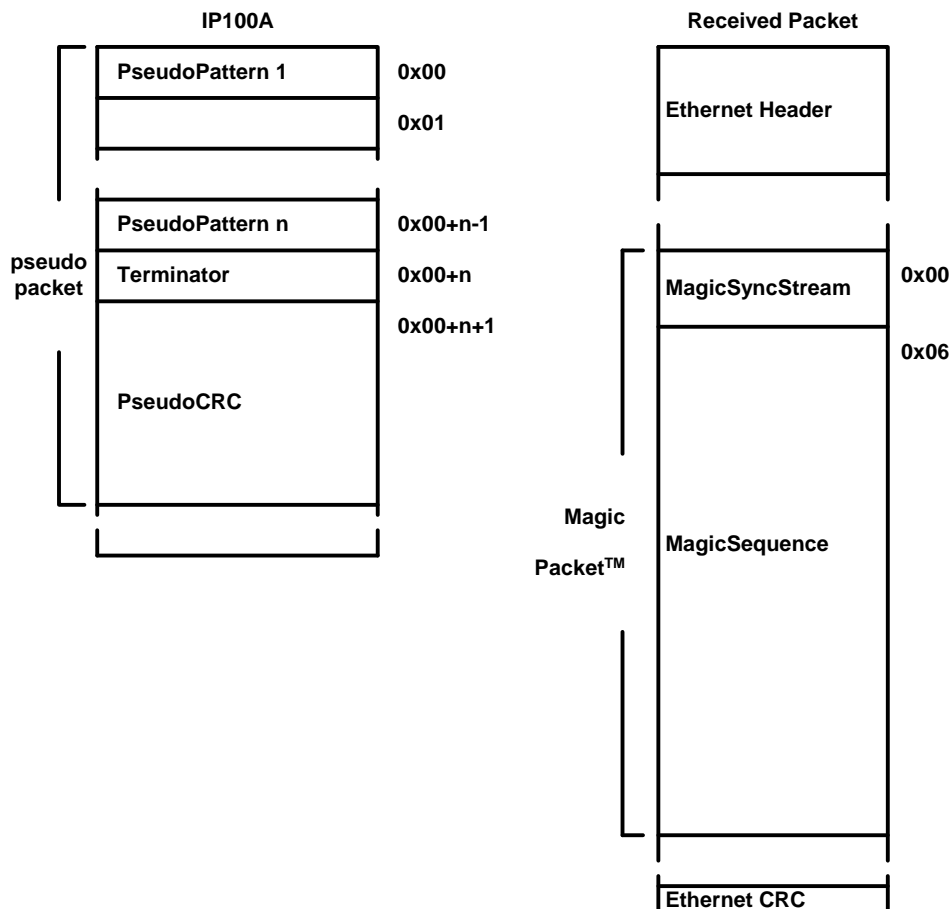 IP100A
PseudoPattern 1
0x00
0x01
PseudoPattern n
0x00+n-1
Terminator
0x00+n
0x00+n+1
PseudoCRC
pseudo
packet
Received Packet
Ethernet Header
MagicSyncStream
0x00
0x06
MagicSequence
Magic
Packet™
Ethernet CRC